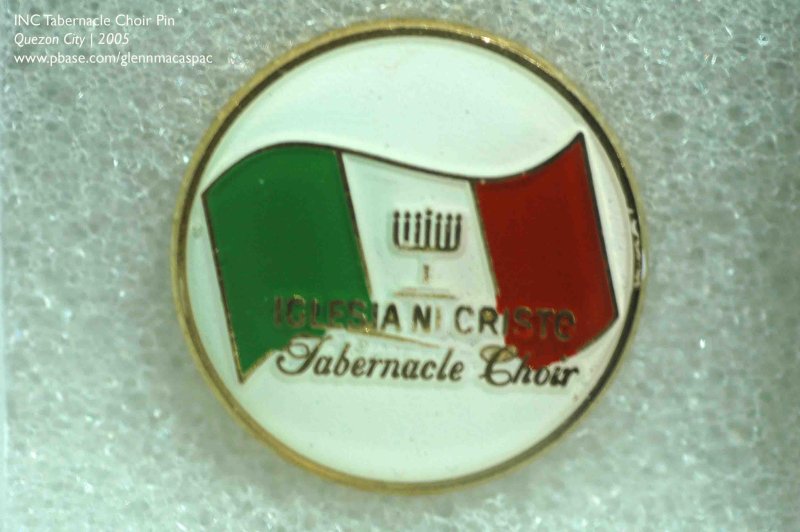 INC Tabernacle Choir Pin
Quezon City | 2005
www.pbase.com/glennmacaspac
IGLESIA NI CRISTO
Tabernacle Choir